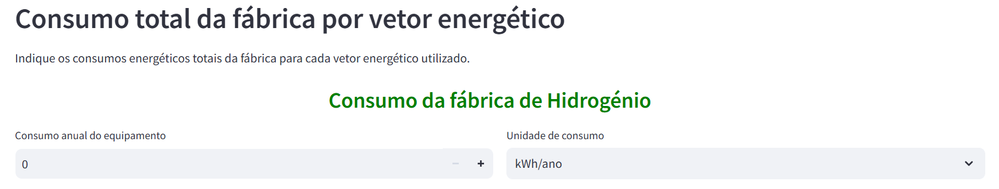 Consumo total da fábrica por vetor energético
Indique os consumos energéticos totais da fábrica para cada vetor energético utilizado.
Consumo da fábrica de Hidrogénio
Consumo anual do equipamento
Unidade de consumo
0
kWh/ano